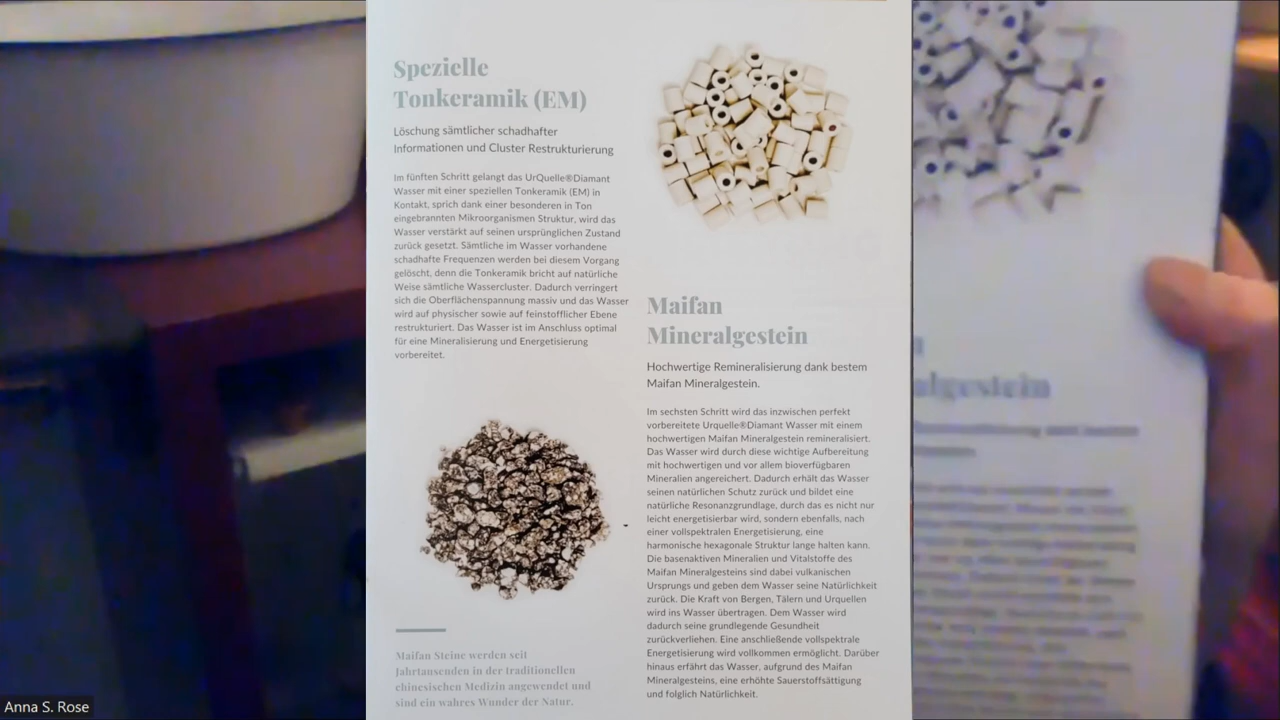 Spezielle
Tonkeramik (EM)
Löschung sämtlicher schadhafter
Informationen und Cluster Restrukturierung
Im fünften Schritt gelangt das UrQuelle®Diamant
Wasser mit einer speziellen Tonkeramik (EM) in
Kontakt, sprich dank einer besonderen in Ton
eingebrannten Mikroorganismen Struktur, wird das
Wasser verstärkt auf seinen ursprünglichen Zustand
zurück gesetzt. Sämtliche im Wasser vorhandene
schadhafte Frequenzen werden bei diesem Vorgang
gelöscht, denn die Tonkeramik bricht auf natürliche
Weise sämtliche Wassercluster. Dadurch verringert
sich die Oberflächenspannung massiv und das Wasser
wird auf physischer sowie auf feinstofflicher Ebene
restrukturiert. Das Wasser ist im Anschluss optimal
für eine Mineralisierung und Energetisierung
vorbereitet.
Maifan Steine werden seit
Jahrtausenden in der traditionellen
chinesischen Medizin angewendet und
sind ein wahres Wunder der Natur.
Maifan
Mineralgestein
Hochwertige Remineralisierung dank bestem
Maifan Mineralgestein.
Im sechsten Schritt wird das inzwischen perfekt
vorbereitete Urquelle®Diamant Wasser mit einem
hochwertigen Maifan Mineralgestein remineralisiert.
Das Wasser wird durch diese wichtige Aufbereitung
mit hochwertigen und vor allem bioverfügbaren
Mineralien angereichert. Dadurch erhält das Wasser
seinen natürlichen Schutz zurück und bildet eine
natürliche Resonanzgrundlage, durch das es nicht nur
leicht energetisierbar wird, sondern ebenfalls, nach
einer vollspektralen Energetisierung, eine
harmonische hexagonale Struktur lange halten kann.
Die basenaktiven Mineralien und Vitalstoffe des
Maifan Mineralgesteins sind dabei vulkanischen
Ursprungs und geben dem Wasser seine Natürlichkeit
zurück. Die Kraft von Bergen, Tälern und Urquellen
wird ins Wasser übertragen. Dem Wasser wird
dadurch seine grundlegende Gesundheit
zurückverliehen. Eine anschließende vollspektrale
Energetisierung wird vollkommen ermöglicht. Darüber
hinaus erfährt das Wasser, aufgrund des Maifan
Mineralgesteins, eine erhöhte Sauerstoffsättigung
und folglich Natürlichkeit.
algestein
Anna S. Rose